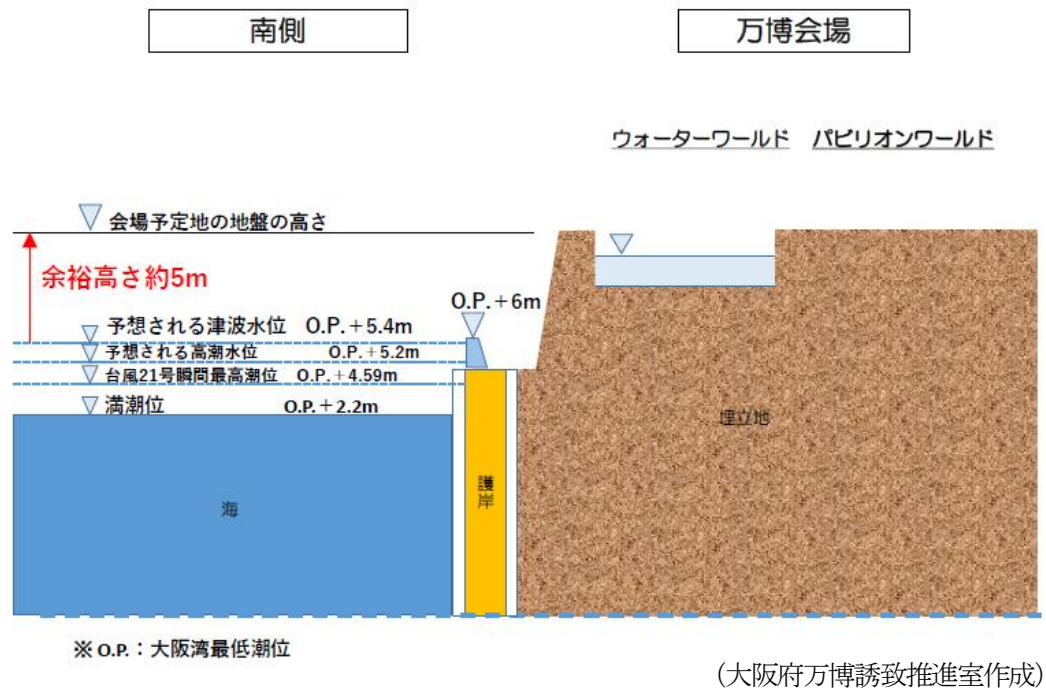 南側
万博会場
ウォーターワールド パビリオンワールド
会場予定地の地盤の高さ
余裕高さ約5m
O.P.+6m
予想される津波水位 O.P.+5.4m
予想される高潮水位 O.P.+5.2m
台風21号瞬間最高潮位 O.P.+4.59m
満潮位 O.P.+2.2m
埋立地
護岸
海
※ O.P.：大阪湾最低潮位
(大阪府万博誘致推進室作成)